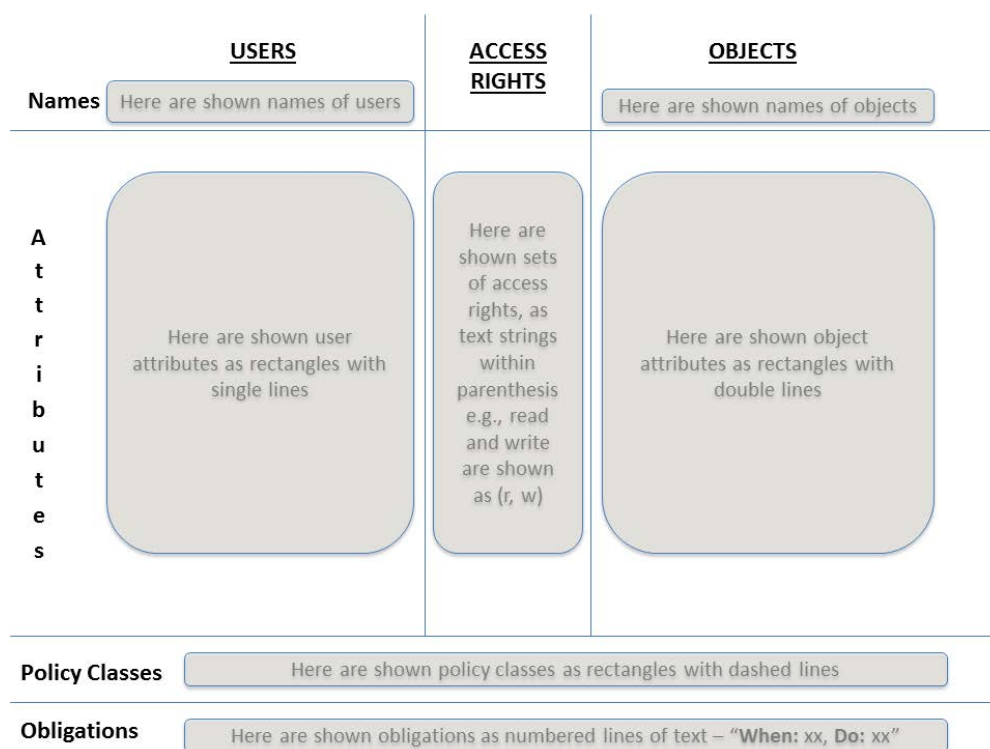 USERS
ACCESS
RIGHTS
OBJECTS
Names
Here are shown names of users
Here are shown names of objects
A
t
t
r
i
b
u
t
e
s
Here are shown user
attributes as rectangles with
single lines
Here are
shown sets
of access
rights, as
text strings
within
parenthesis
e.g., read
and write
are shown
as (r, w)
Here are shown object
attributes as rectangles with
double lines
Policy Classes
Here are shown policy classes as rectangles with dashed lines
Obligations
Here are shown obligations as numbered lines of text – “When: xx, Do: xx”